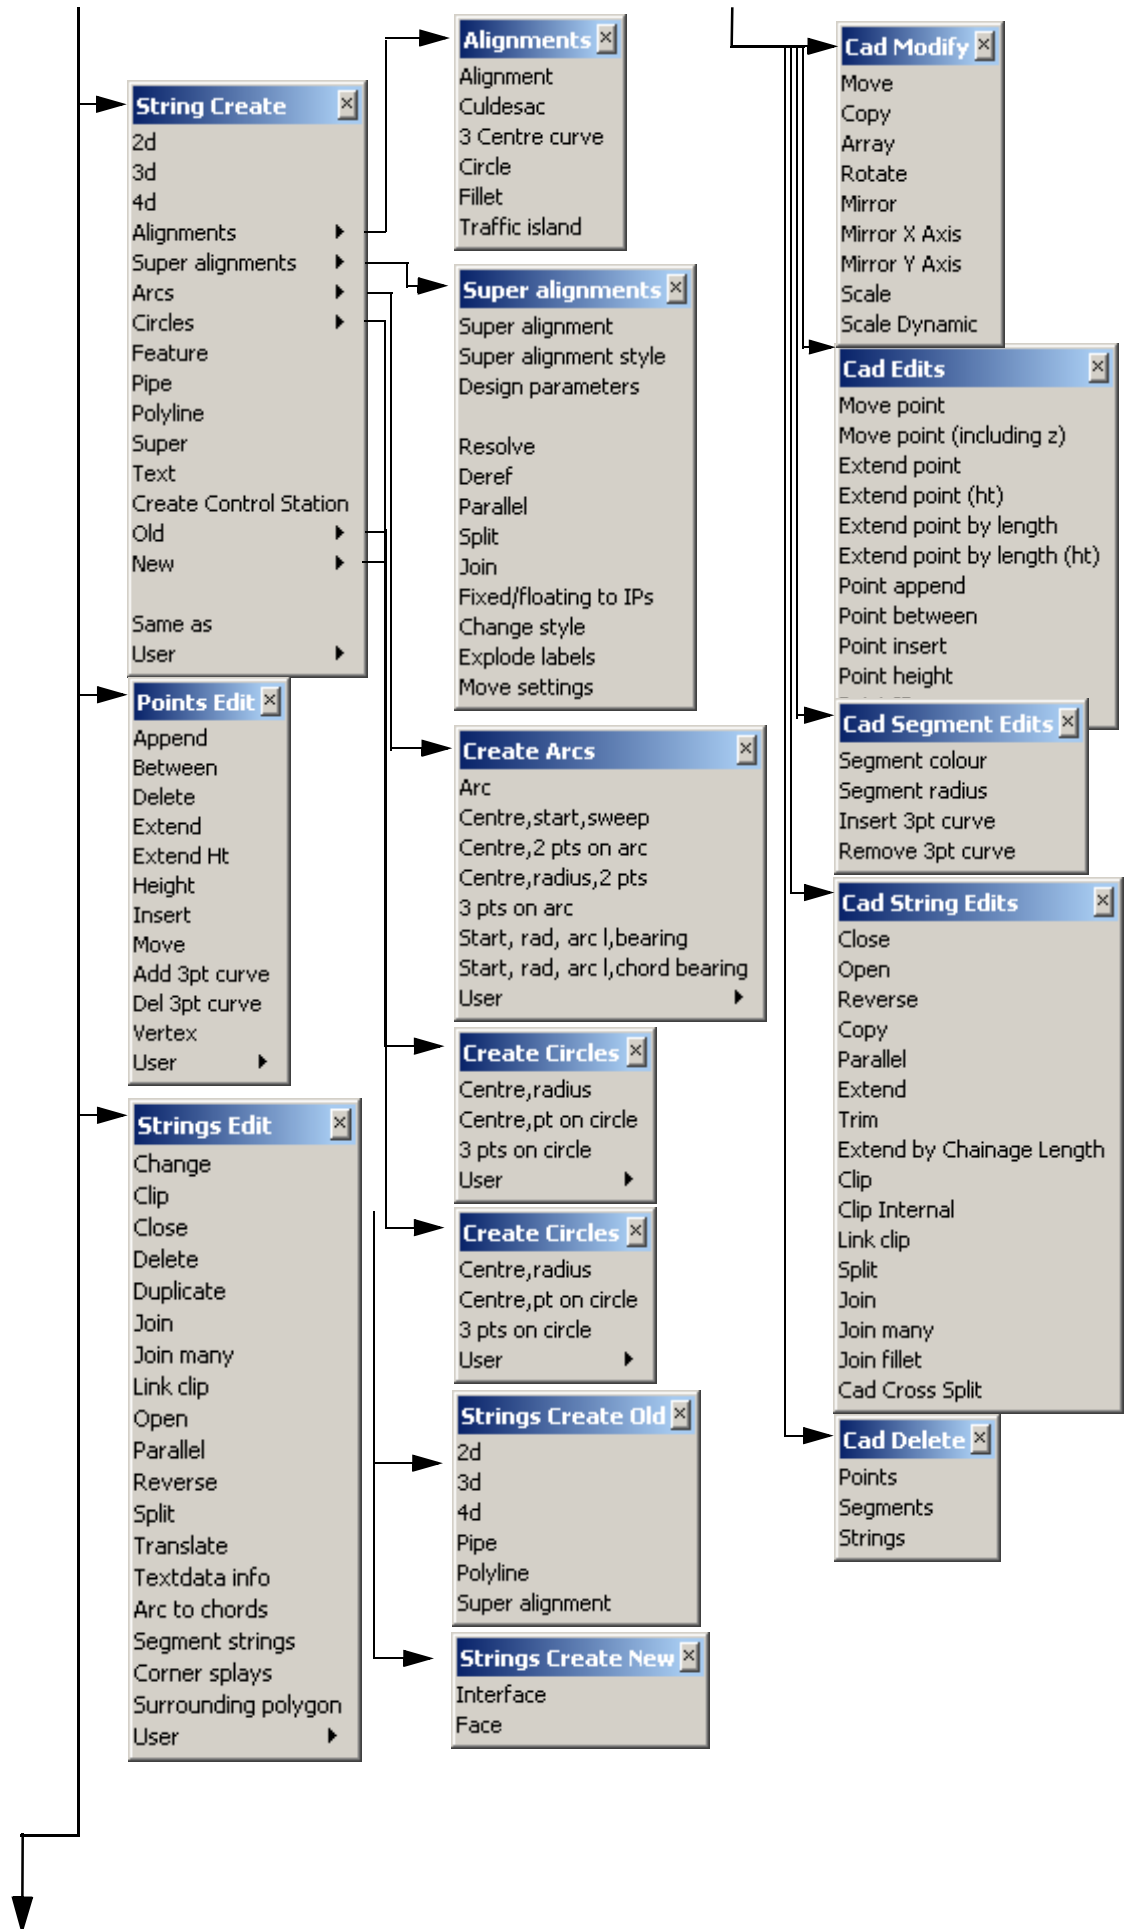 String Create
2d
3d
4d
Alignments
Super alignments
Arcs
Circles
Feature
Pipe
Polyline
Super
Text
Create Control Station
Old
New
Same as
User
Points Edit
Append
Between
Delete
Extend
Extend Ht
Height
Insert
Move
Add 3pt curve
Del 3pt curve
Vertex
User
Strings Edit
Change
Clip
Close
Delete
Duplicate
Join
Join many
Link clip
Open
Parallel
Reverse
Split
Translate
Textdata info
Arc to chords
Segment strings
Corner splays
Surrounding polygon
User
Alignments
Alignment
Culdesac
3 Centre curve
Circle
Fillet
Traffic island
Super alignments
Super alignment
Super alignment style
Design parameters
Resolve
Deref
Parallel
Split
Join
Fixed/floating to IPs
Change style
Explode labels
Move settings
Create Arcs
Arc
Centre,start,sweep
Centre,2 pts on arc
Centre,radius,2 pts
3 pts on arc
Start, rad, arc l,bearing
Start, rad, arc l,chord bearing
User
Create Circles
Centre,radius
Centre,pt on circle
3 pts on circle
User
Create Circles
Centre,radius
Centre,pt on circle
3 pts on circle
User
Strings Create Old
2d
3d
4d
Pipe
Polyline
Super alignment
Strings Create New
Interface
Face
Cad Modify
Move
Copy
Array
Rotate
Mirror
Mirror X Axis
Mirror Y Axis
Scale
Scale Dynamic
Cad Edits
Move point
Move point (including z)
Extend point
Extend point (ht)
Extend point by length
Extend point by length (ht)
Point append
Point between
Point insert
Point height
Cad Segment Edits
Segment colour
Segment radius
Insert 3pt curve
Remove 3pt curve
Cad String Edits
Close
Open
Reverse
Copy
Parallel
Extend
Trim
Extend by Chainage Length
Clip
Clip Internal
Link clip
Split
Join
Join many
Join fillet
Cad Cross Split
Cad Delete
Points
Segments
Strings